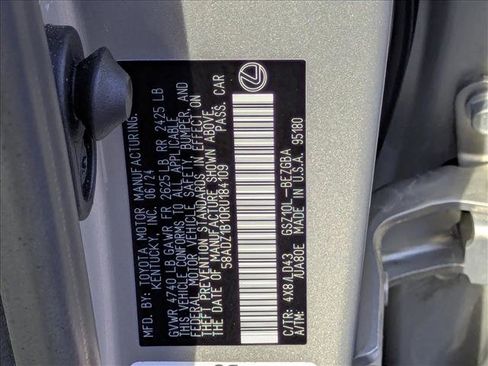 MFD. BY: TOYOTA MOTOR MANUFACTURING,
KENTUCKY, INC. 06/24
GVWR 4740 LB GAWR FR 2625 LB RR 2425 LB
THIS VEHICLE CONFORMS TO ALL APPLICABLE
FEDERAL MOTOR VEHICLE SAFETY, BUMPER, AND
THEFT PREVENTION STANDARDS IN EFFECT ON
THE DATE OF MANUFACTURE SHOWN ABOVE.
58ADZ1B10RU184109 PASS. CAR
C/TR: 4X8/LD43 GSZ10L-BEZGBA
A/TM: -/UA80E MADE IN U.S.A. 95180